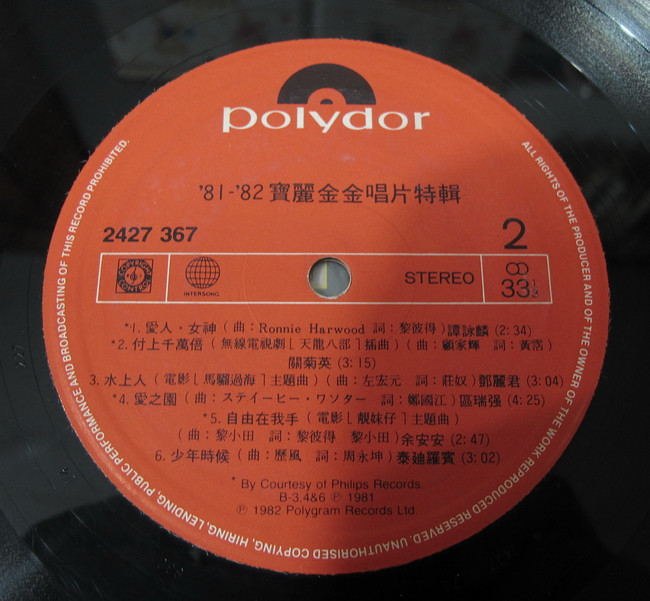 polydor
'81-'82 寶麗金金唱片特輯
2427 367
2
COPYRIGHT CONTROL
INTERSONG
STEREO
33⅓
*1. 愛人·女神 (曲：Ronnie Harwood 詞：黎彼得) 譚詠麟 (2:34)
*2. 付上千萬倍 (無線電視劇「天龍八部」插曲) (曲：顧家輝 詞：黃霑)
關菊英 (3:15)
3. 水上人 (電影「馬騮過海」主題曲) (曲：左宏元 詞：莊奴) 鄧麗君 (3:04)
*4. 愛之園 (曲：スティービー・ワンター 詞：鄭國江) 區瑞强 (4:25)
*5. 自由在我手 (電影「靚妹仔」主題曲)
(曲：黎小田 詞：黎彼得 黎小田) 余安安 (2:47)
6. 少年時候 (曲：歷風 詞：周永坤) 泰廸羅賓 (3:02)
* By Courtesy of Philips Records.
B-3,4&6 ℗ 1981
℗ 1982 Polygram Records Ltd.
ALL RIGHTS OF THE PRODUCER AND OF THE OWNER OF THE WORK REPRODUCED RESERVED. UNAUTHORISED COPYING, HIRING, LENDING, PUBLIC PERFORMANCE AND BROADCASTING OF THIS RECORD PROHIBITED.